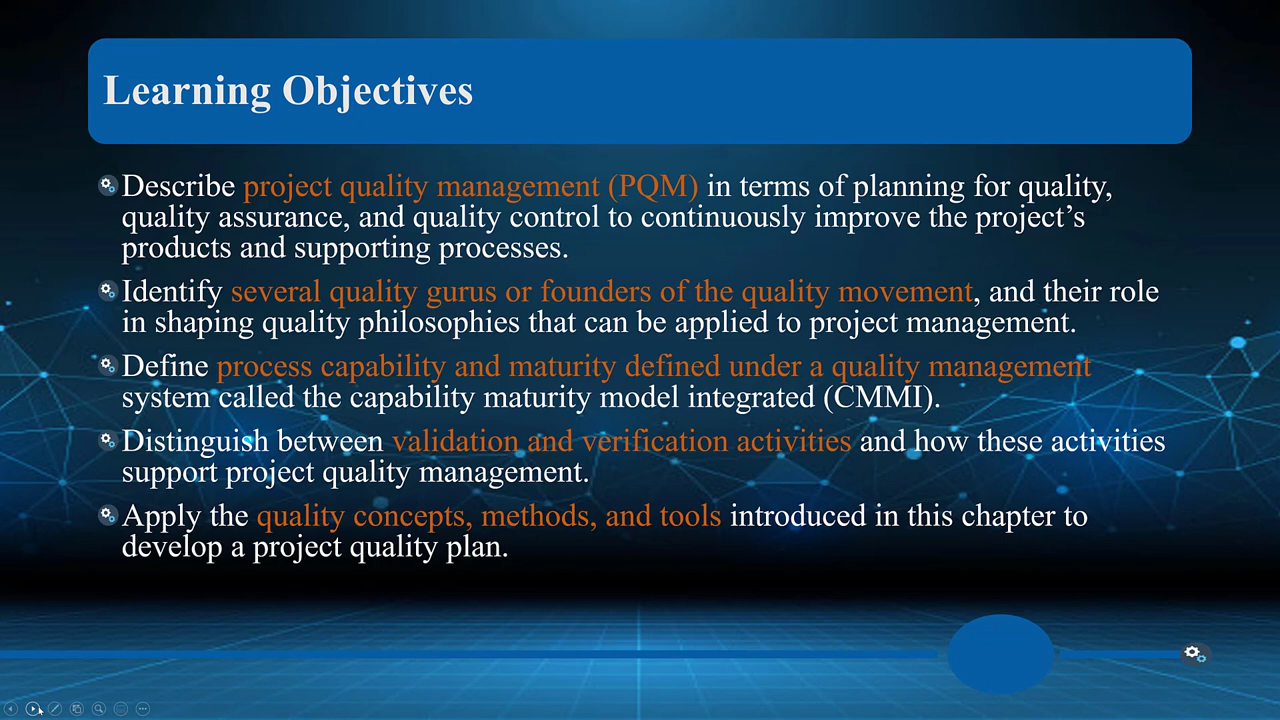 Learning Objectives
Describe project quality management (PQM) in terms of planning for quality,
quality assurance, and quality control to continuously improve the project’s
products and supporting processes.
Identify several quality gurus or founders of the quality movement, and their role
in shaping quality philosophies that can be applied to project management.
Define process capability and maturity defined under a quality management
system called the capability maturity model integrated (CMMI).
Distinguish between validation and verification activities and how these activities
support project quality management.
Apply the quality concepts, methods, and tools introduced in this chapter to
develop a project quality plan.